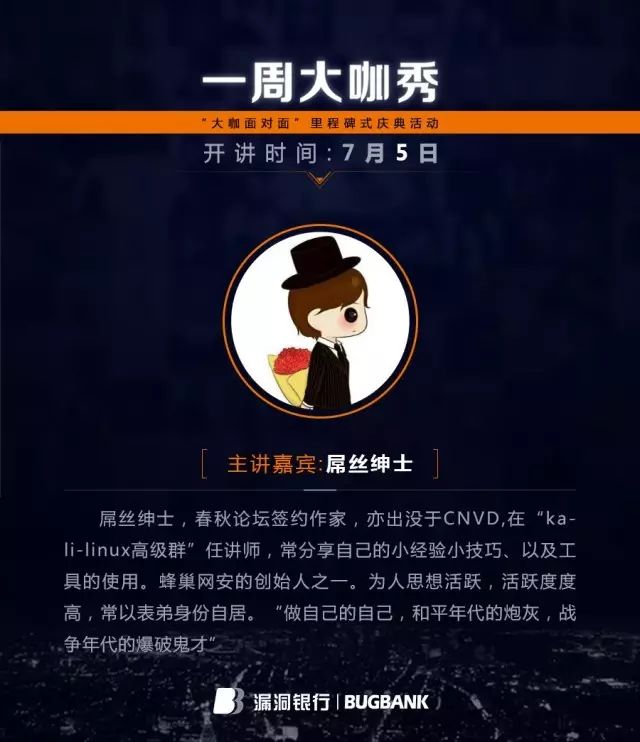 一周大咖秀
“大咖面对面”里程碑式庆典活动
开讲时间:7月5日
主讲嘉宾:屌丝绅士
屌丝绅士，春秋论坛签约作家，亦出没于CNVD,在“ka-
li-linux高级群”任讲师，常分享自己的小经验小技巧、以及工
具的使用。蜂巢网安的创始人之一。为人思想活跃，活跃度度
高，常以表弟身份自居。“做自己的自己，和平年代的炮灰，战
争年代的爆破鬼才”
漏洞银行|BUGBANK